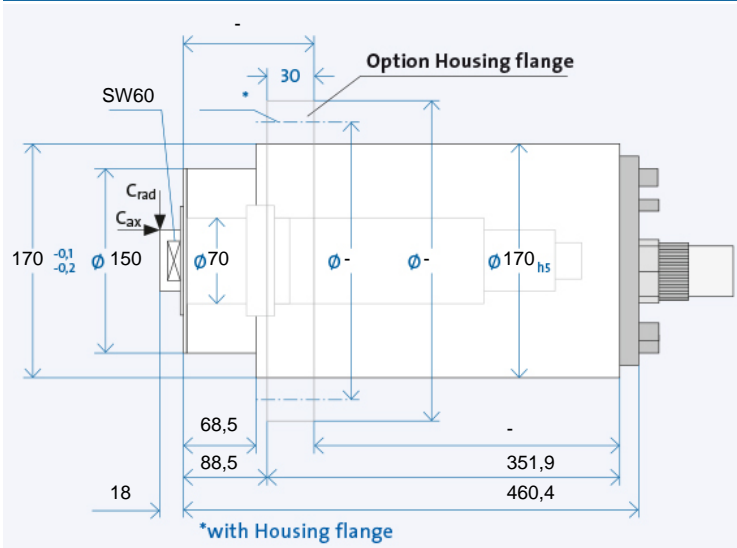 -
Option Housing flange
30
SW60
*
Crad
Cax
170 -0,1 -0,2
Ø 150
Ø70
Ø-
Ø-
Ø170 h5
68,5
-
88,5
351,9
18
460,4
*with Housing flange